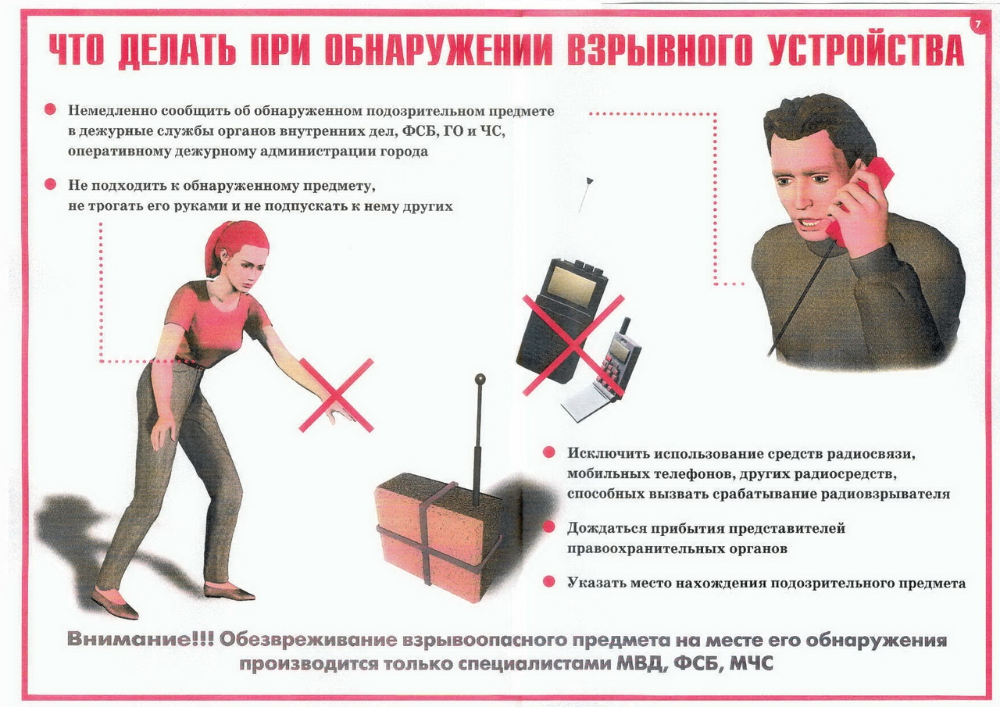 7
ЧТО ДЕЛАТЬ ПРИ ОБНАРУЖЕНИИ ВЗРЫВНОГО УСТРОЙСТВА
Немедленно сообщить об обнаруженном подозрительном предмете
в дежурные службы органов внутренних дел, ФСБ, ГО и ЧС,
оперативному дежурному администрации города
Не подходить к обнаруженному предмету,
не трогать его руками и не подпускать к нему других
Исключить использование средств радиосвязи,
мобильных телефонов, других радиосредств,
способных вызвать срабатывание радиовзрывателя
Дождаться прибытия представителей
правоохранительных органов
Указать место нахождения подозрительного предмета
Внимание!!! Обезвреживание взрывоопасного предмета на месте его обнаружения
производится только специалистами МВД, ФСБ, МЧС